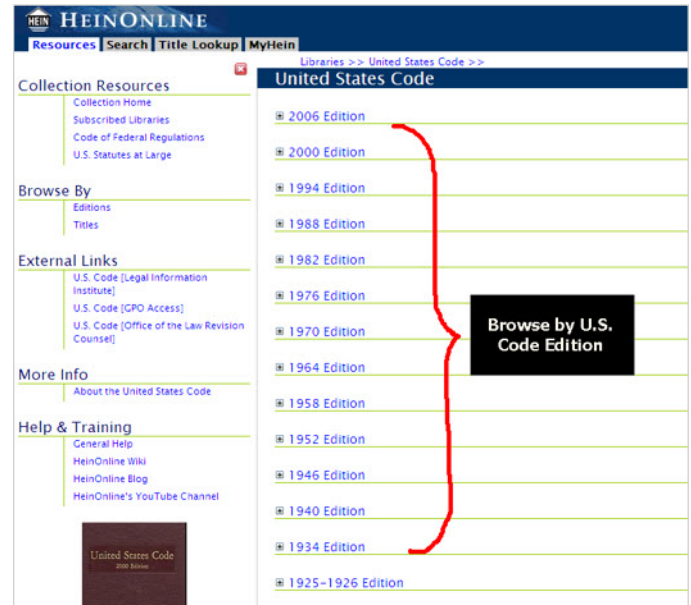 HEIN HEINONLINE
Resources Search Title Lookup MyHein
Libraries >> United States Code >>
United States Code
Collection Resources
Collection Home
Subscribed Libraries
Code of Federal Regulations
U.S. Statutes at Large
Browse By
Editions
Titles
External Links
U.S. Code [Legal Information
Institute]
U.S. Code [GPO Access]
U.S. Code [Office of the Law Revision
Counsel]
More Info
About the United States Code
Help & Training
General Help
HeinOnline Wiki
HeinOnline Blog
HeinOnline's YouTube Channel
United States Code
2000 Edition
2006 Edition
2000 Edition
1994 Edition
1988 Edition
1982 Edition
1976 Edition
1970 Edition
1964 Edition
1958 Edition
1952 Edition
1946 Edition
1940 Edition
1934 Edition
1925-1926 Edition
Browse by U.S.
Code Edition